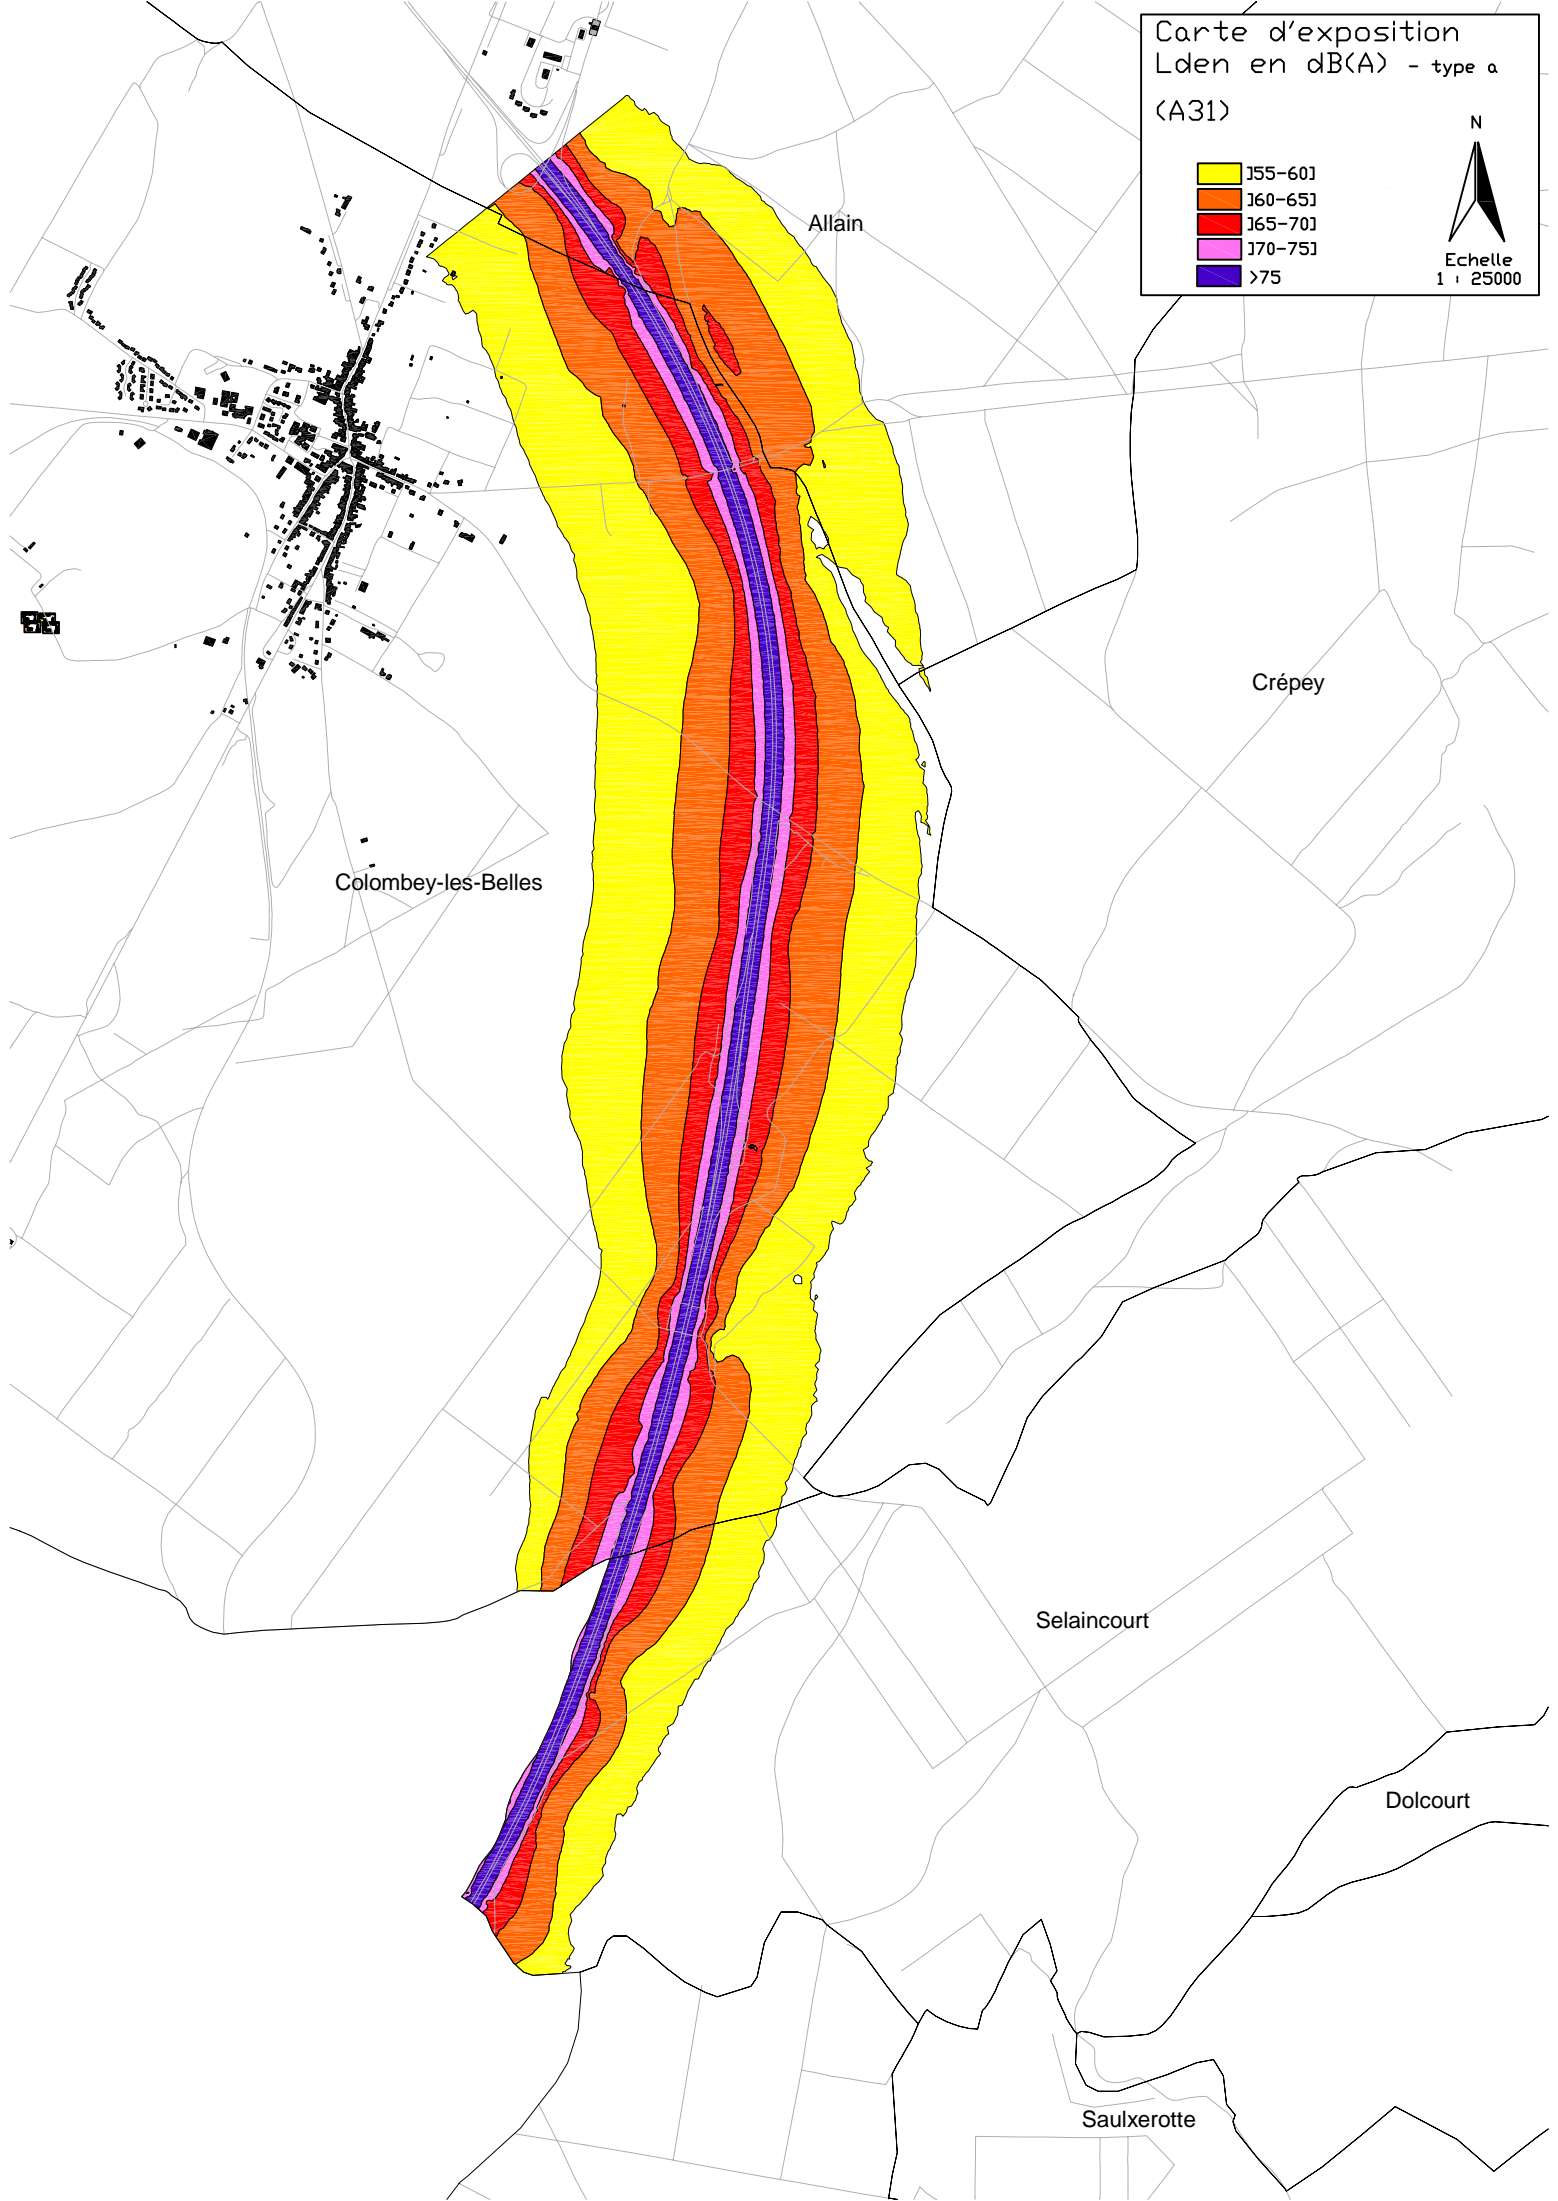 Carte d'exposition
Lden en dB(A) - type a
(A31)
N
]55-60]
]60-65]
]65-70]
]70-75]
>75
Echelle
1 : 25000
Allain
Crépey
Colombey-les-Belles
Selaincourt
Dolcourt
Saulxerotte